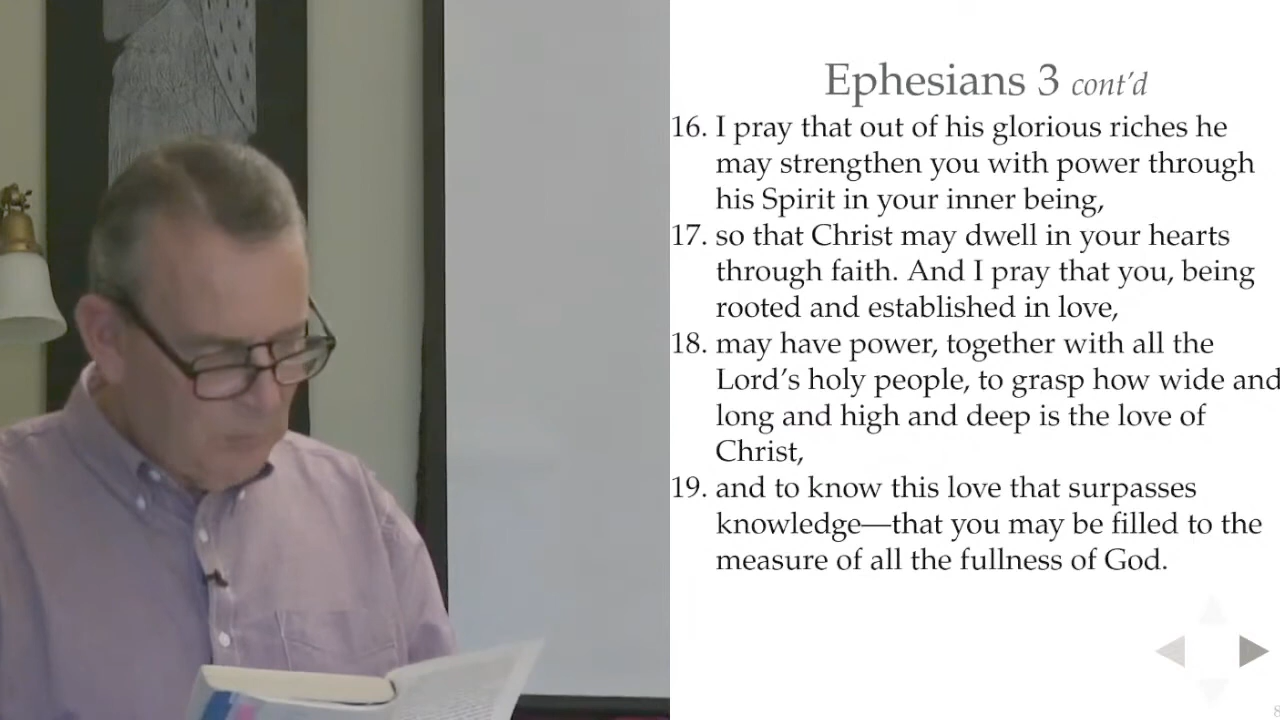 Ephesians 3 cont'd
16. I pray that out of his glorious riches he
may strengthen you with power through
his Spirit in your inner being,
17. so that Christ may dwell in your hearts
through faith. And I pray that you, being
rooted and established in love,
18. may have power, together with all the
Lord's holy people, to grasp how wide and
long and high and deep is the love of
Christ,
19. and to know this love that surpasses
knowledge—that you may be filled to the
measure of all the fullness of God.